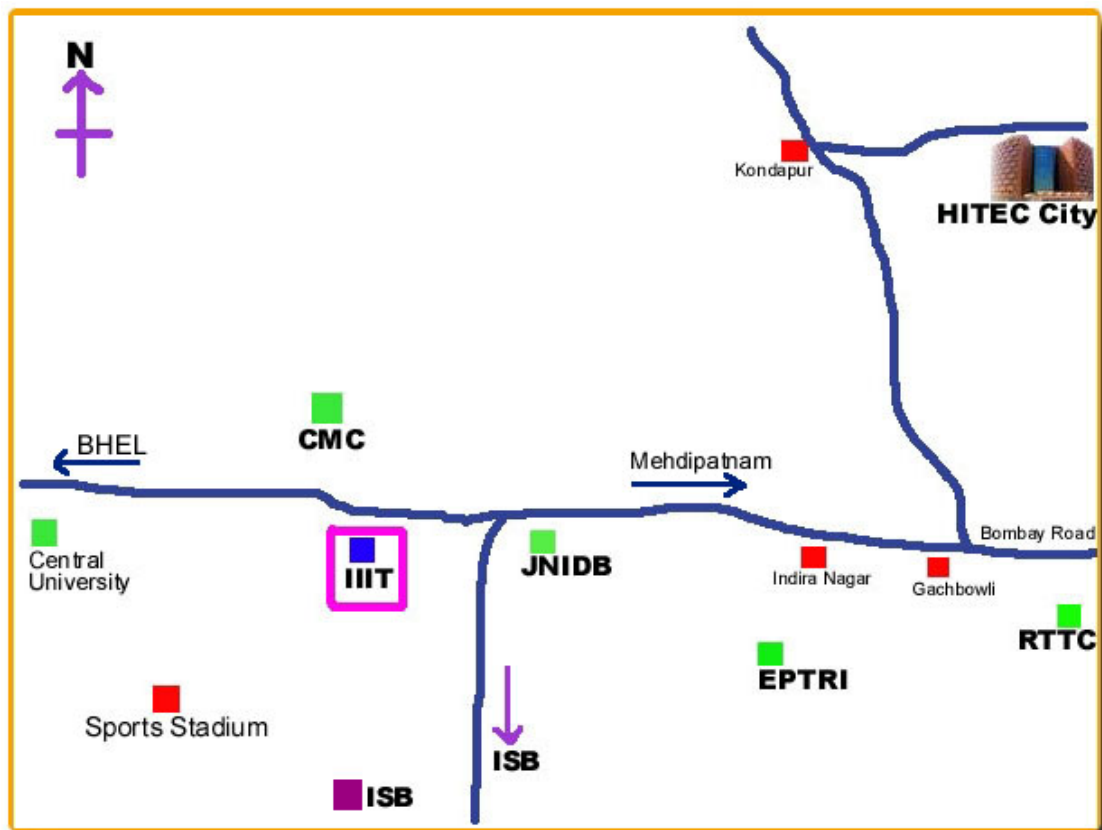 N
Kondapur
HITEC City
CMC
BHEL
Mehdipatnam
Bombay Road
Central
University
IIIT
JNIDB
Indira Nagar
Gachbowli
RTTC
EPTRI
Sports Stadium
ISB
ISB